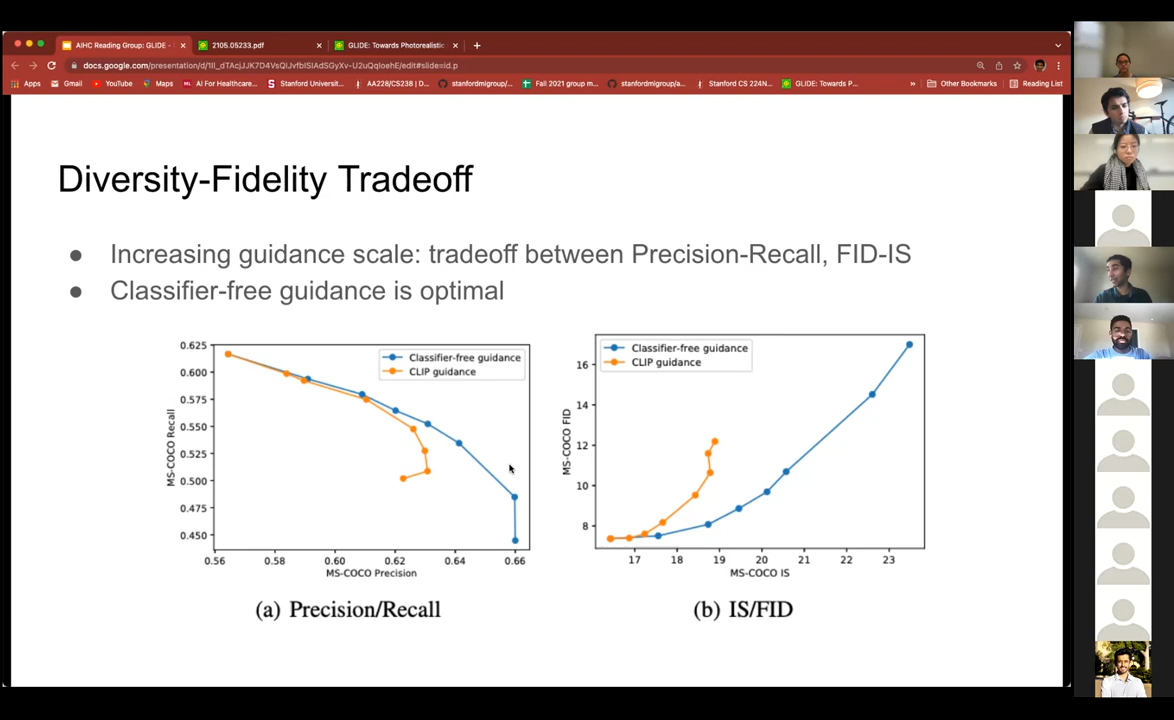 AIHC Reading Group: GLIDE -
2105.05233.pdf
GLIDE: Towards Photorealistic
Apps
Gmail
YouTube
Maps
AI For Healthcare...
Stanford Universit...
AA228/CS238 | D...
stanfordmlgroup/...
Fall 2021 group m...
stanfordmlgroup/a...
Stanford CS 224N...
GLIDE: Towards P...
»
Other Bookmarks
Reading List
Diversity-Fidelity Tradeoff
● Increasing guidance scale: tradeoff between Precision-Recall, FID-IS
● Classifier-free guidance is optimal
Classifier-free guidance
CLIP guidance
MS-COCO Recall
0.625
0.600
0.575
0.550
0.525
0.500
0.475
0.450
0.56 0.58 0.60 0.62 0.64 0.66
MS-COCO Precision
(a) Precision/Recall
Classifier-free guidance
CLIP guidance
MS-COCO FID
16
14
12
10
8
17 18 19 20 21 22 23
MS-COCO IS
(b) IS/FID